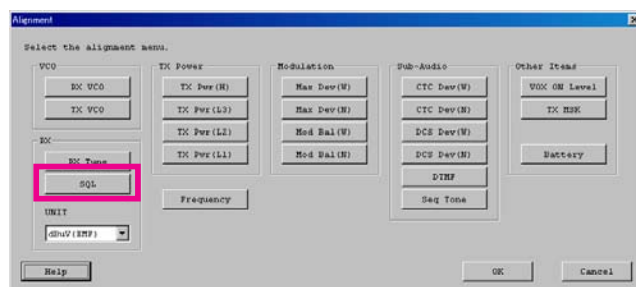 Alignment
Select the alignment menu.
VCO
RX VCO
TX VCO
RX
RX Tune
SQL
UNIT
dBuV(EMF)
TX Power
TX Pwr(H)
TX Pwr(L3)
TX Pwr(L2)
TX Pwr(L1)
Frequency
Modulation
Max Dev(W)
Max Dev(N)
Mod Bal(W)
Mod Bal(N)
Sub-Audio
CTC Dev(W)
CTC Dev(N)
DCS Dev(W)
DCS Dev(N)
DTMF
Seq Tone
Other Items
VOX ON Level
TX MSK
Battery
Help
OK
Cancel